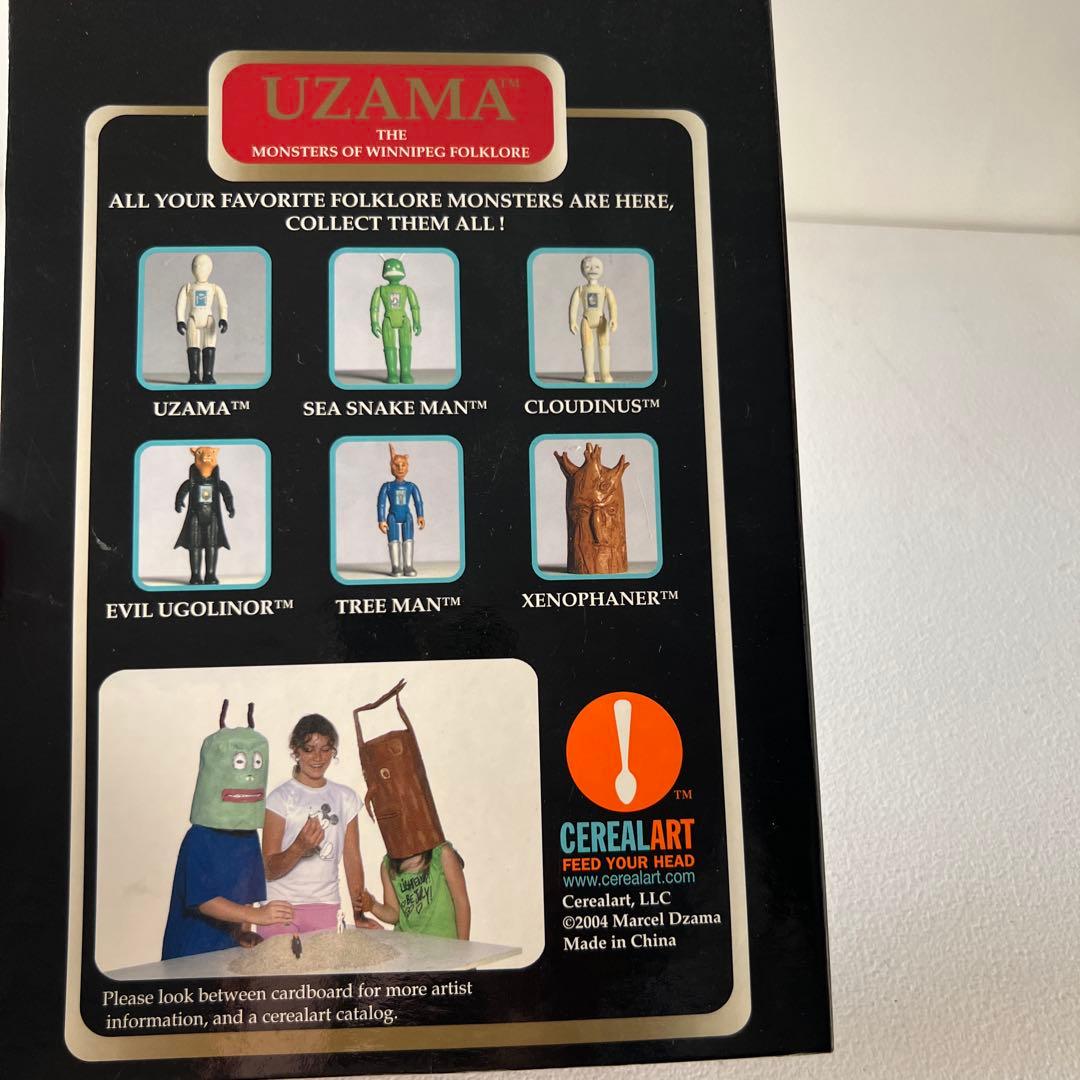 UZAMA™
THE
MONSTERS OF WINNIPEG FOLKLORE
ALL YOUR FAVORITE FOLKLORE MONSTERS ARE HERE,
COLLECT THEM ALL !
UZAMA™
SEA SNAKE MAN™
CLOUDINUS™
EVIL UGOLINOR™
TREE MAN™
XENOPHANER™
TM
CEREALART
FEED YOUR HEAD
www.cerealart.com
Cerealart, LLC
©2004 Marcel Dzama
Made in China
Please look between cardboard for more artist
information, and a cerealart catalog.